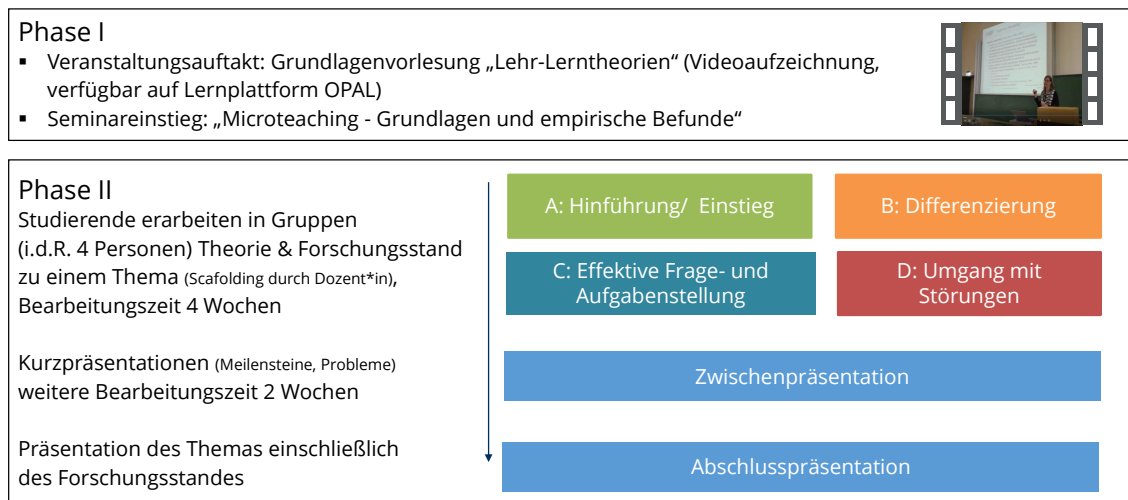 Phase I
▪ Veranstaltungsauftakt: Grundlagenvorlesung „Lehr-Lerntheorien“ (Videoaufzeichnung,
verfügbar auf Lernplattform OPAL)
▪ Seminareinstieg: „Microteaching - Grundlagen und empirische Befunde“
Phase II
Studierende erarbeiten in Gruppen
(i.d.R. 4 Personen) Theorie & Forschungsstand
zu einem Thema (Scafolding durch Dozent*in),
Bearbeitungszeit 4 Wochen
A: Hinführung/ Einstieg
B: Differenzierung
C: Effektive Frage- und
Aufgabenstellung
D: Umgang mit
Störungen
Kurzpräsentationen (Meilensteine, Probleme)
weitere Bearbeitungszeit 2 Wochen
Zwischenpräsentation
Präsentation des Themas einschließlich
des Forschungsstandes
Abschlusspräsentation